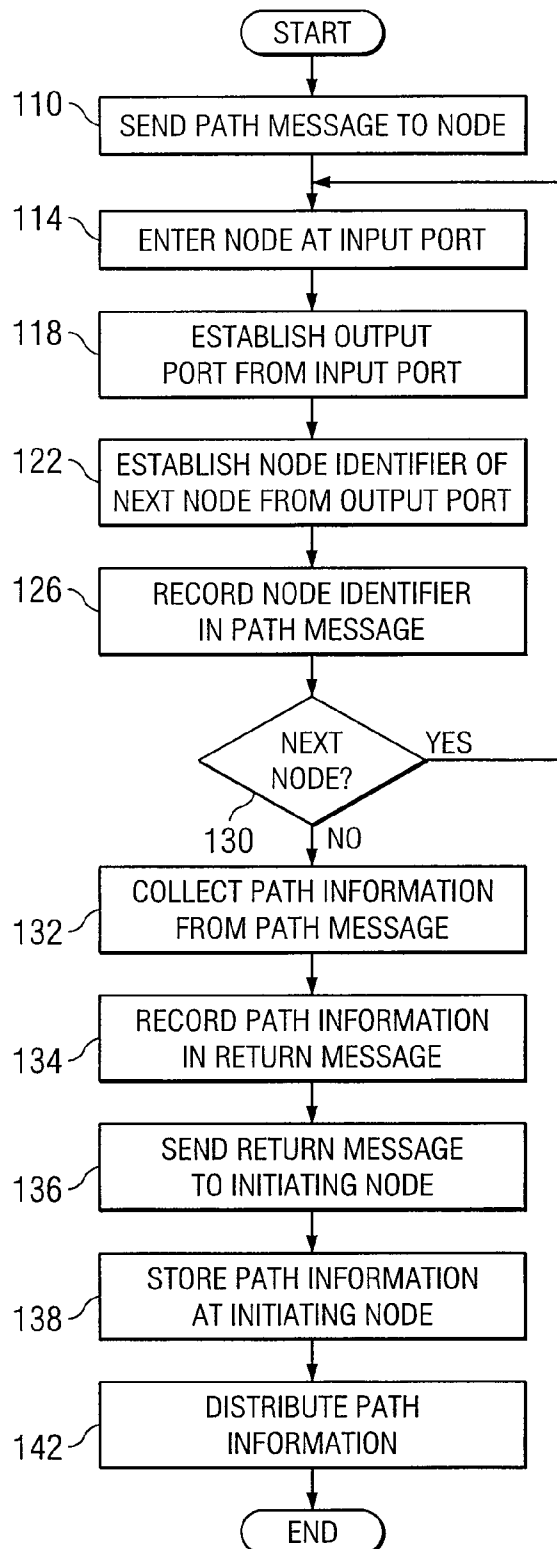 START
110
SEND PATH MESSAGE TO NODE
114
ENTER NODE AT INPUT PORT
118
ESTABLISH OUTPUT
PORT FROM INPUT PORT
122
ESTABLISH NODE IDENTIFIER OF
NEXT NODE FROM OUTPUT PORT
126
RECORD NODE IDENTIFIER
IN PATH MESSAGE
NEXT
NODE?
YES
130
NO
COLLECT PATH INFORMATION
FROM PATH MESSAGE
132
RECORD PATH INFORMATION
IN RETURN MESSAGE
134
SEND RETURN MESSAGE
TO INITIATING NODE
136
STORE PATH INFORMATION
AT INITIATING NODE
138
DISTRIBUTE PATH
INFORMATION
142
END